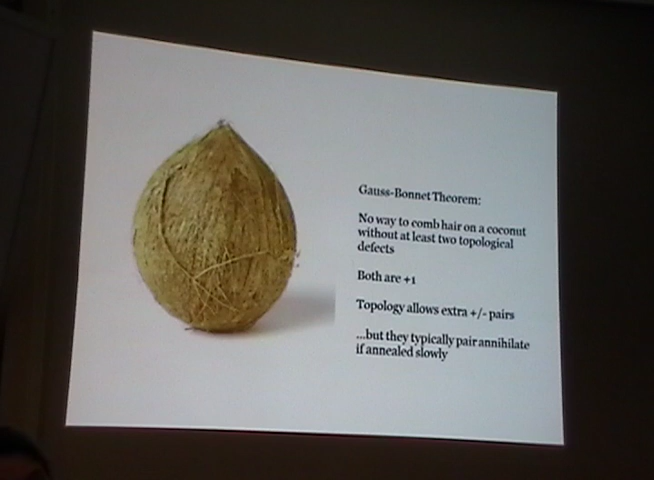 Gauss-Bonnet Theorem:
No way to comb hair on a coconut
without at least two topological
defects
Both are +1
Topology allows extra +/- pairs
...but they typically pair annihilate
if annealed slowly